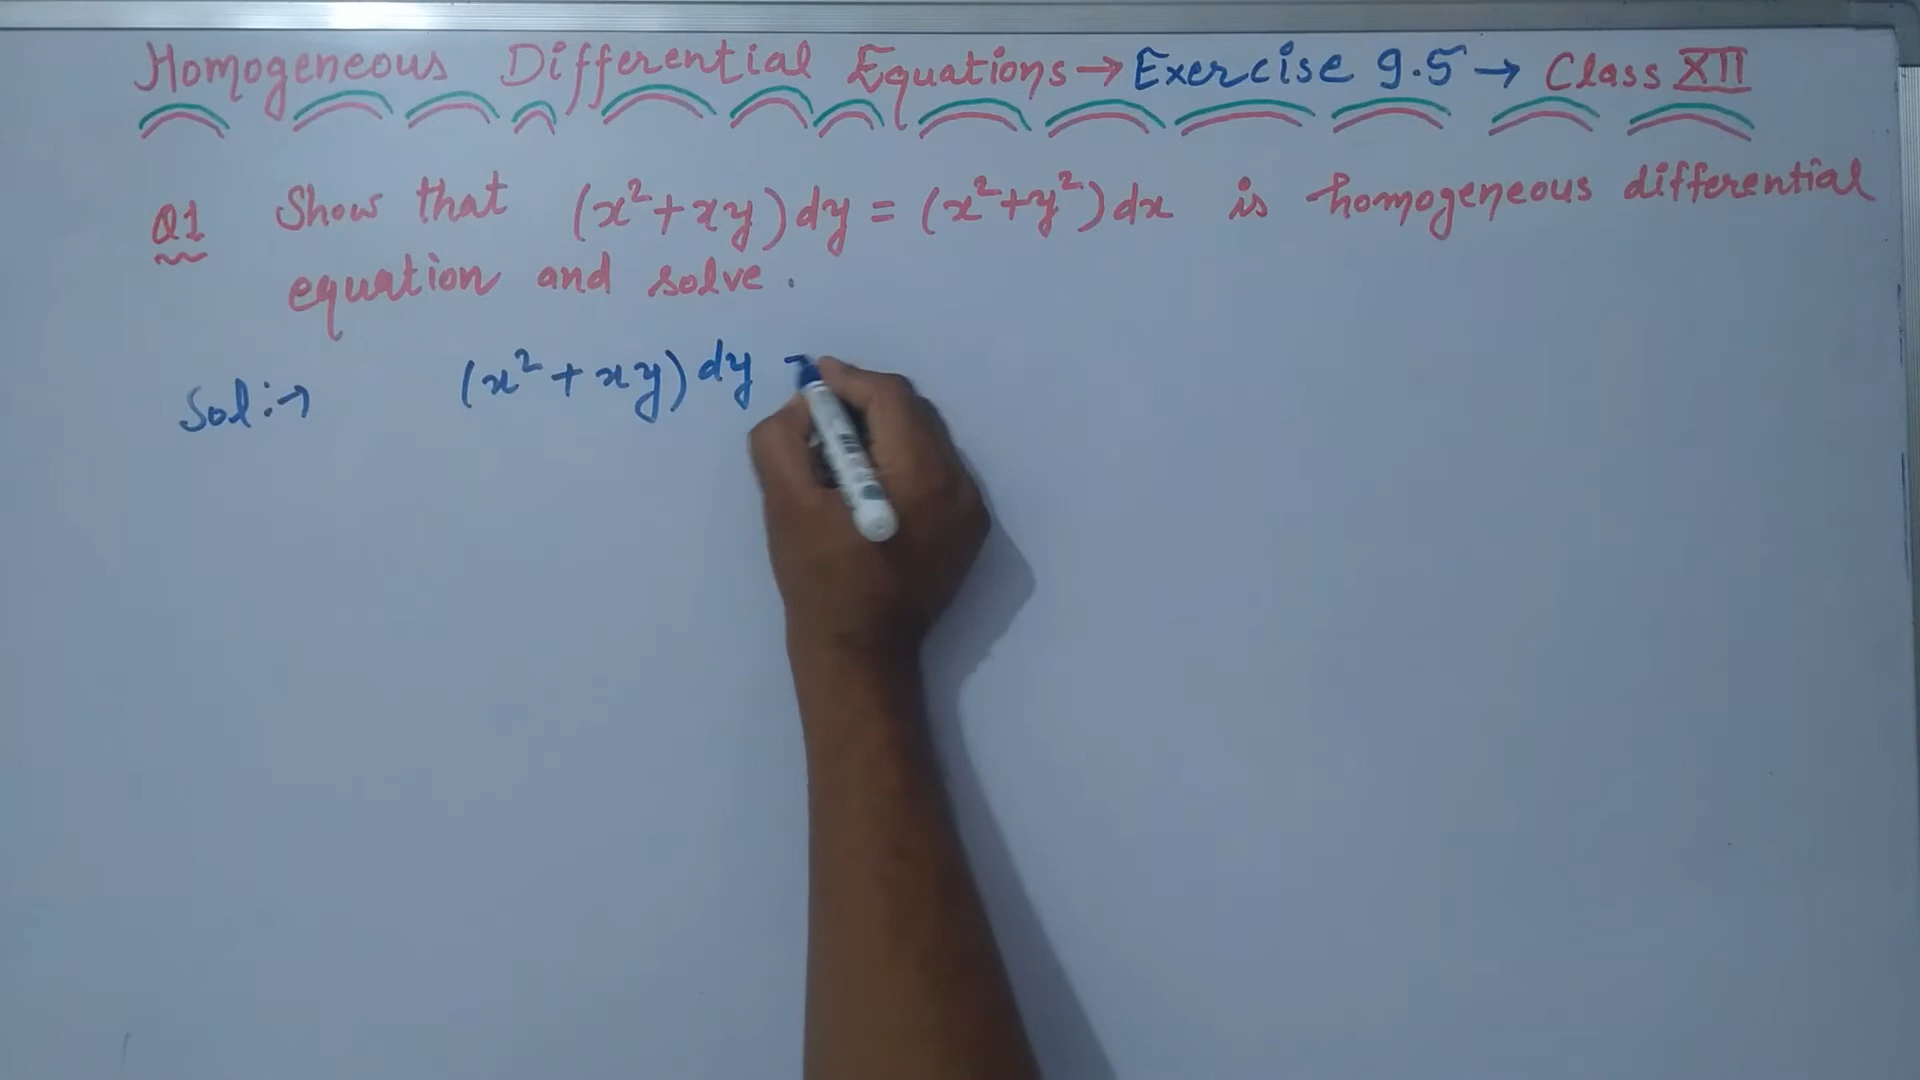 Homogeneous Differential Equations → Exercise 9.5 → Class XII
Q1 Show that (x²+xy)dy = (x²+y²)dx is homogeneous differential
equation and solve.
Sol:→ (x²+xy)dy